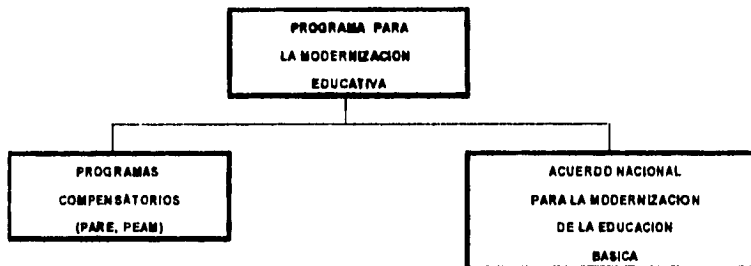 PROGRAMA PARA
LA MODERNIZACION
EDUCATIVA
PROGRAMAS
COMPENSATORIOS
(PARE, PEAM)
ACUERDO NACIONAL
PARA LA MODERNIZACION
DE LA EDUCACION
BASICA